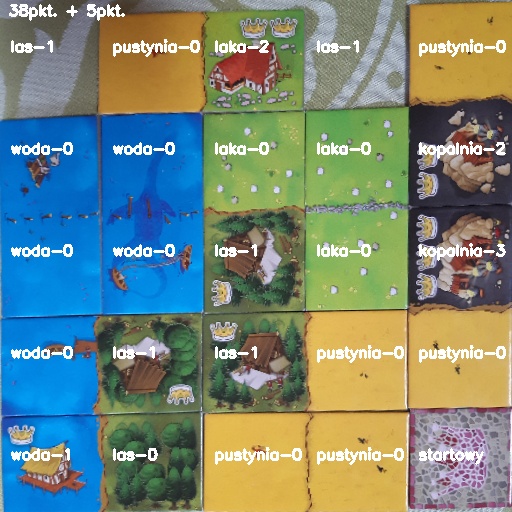 38pkt. + 5pkt.
las-1 pustynia-0 laka-2 las-1 pustynia-0
woda-0 woda-0 laka-0 laka-0 kopalnia-2
woda-0 woda-0 las-1 laka-0 kopalnia-3
woda-0 las-1 las-1 pustynia-0 pustynia-0
woda-1 las-0 pustynia-0 pustynia-0 startowy